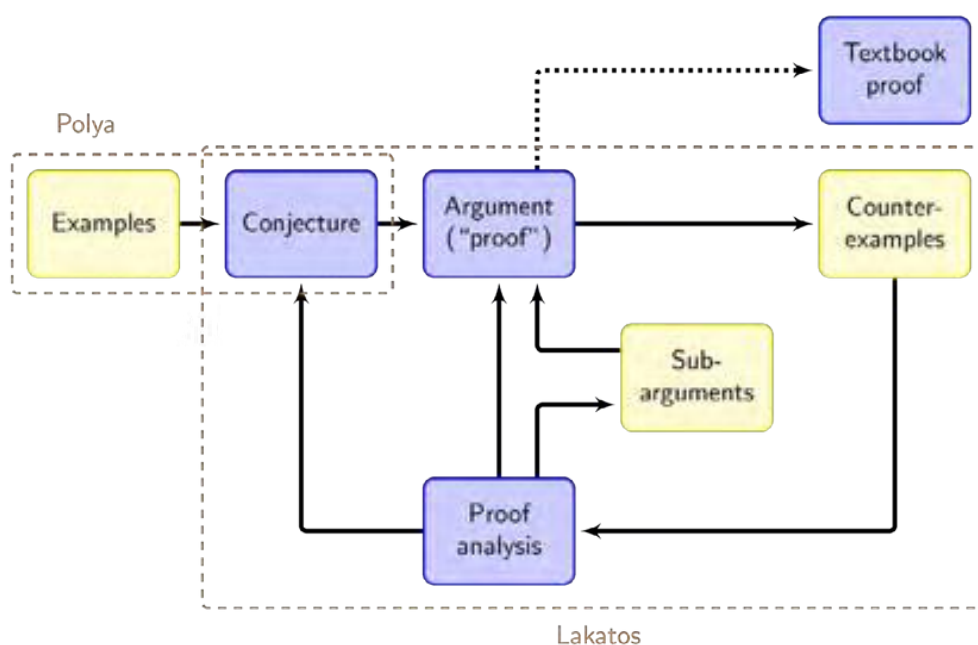 Textbook
proof
Polya
Examples
Conjecture
Argument
("proof")
Counter-
examples
Sub-
arguments
Proof
analysis
Lakatos